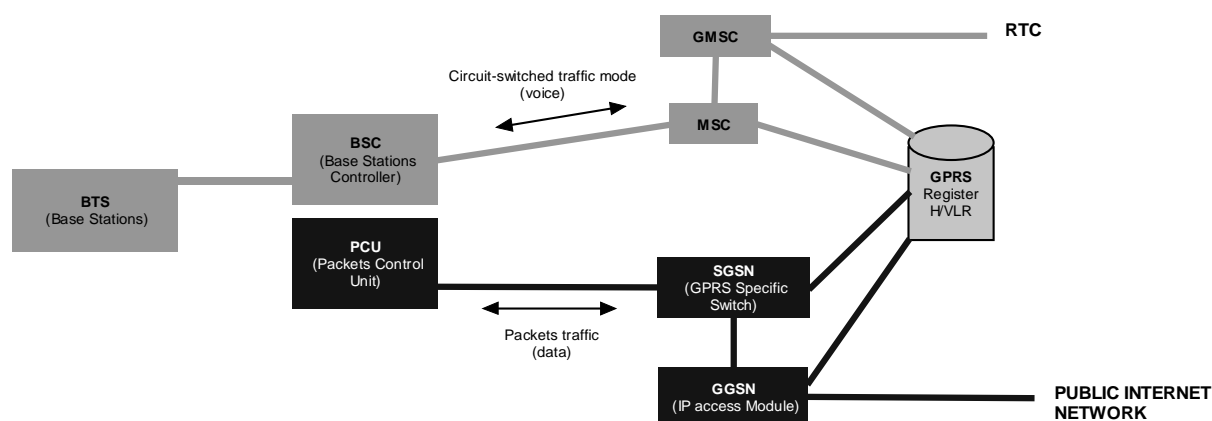 GMSC
RTC
Circuit-switched traffic mode
(voice)
MSC
BSC
(Base Stations
Controller)
BTS
(Base Stations)
GPRS
Register
H/VLR
PCU
(Packets Control
Unit)
SGSN
(GPRS Specific
Switch)
Packets traffic
(data)
GGSN
(IP access Module)
PUBLIC INTERNET
NETWORK